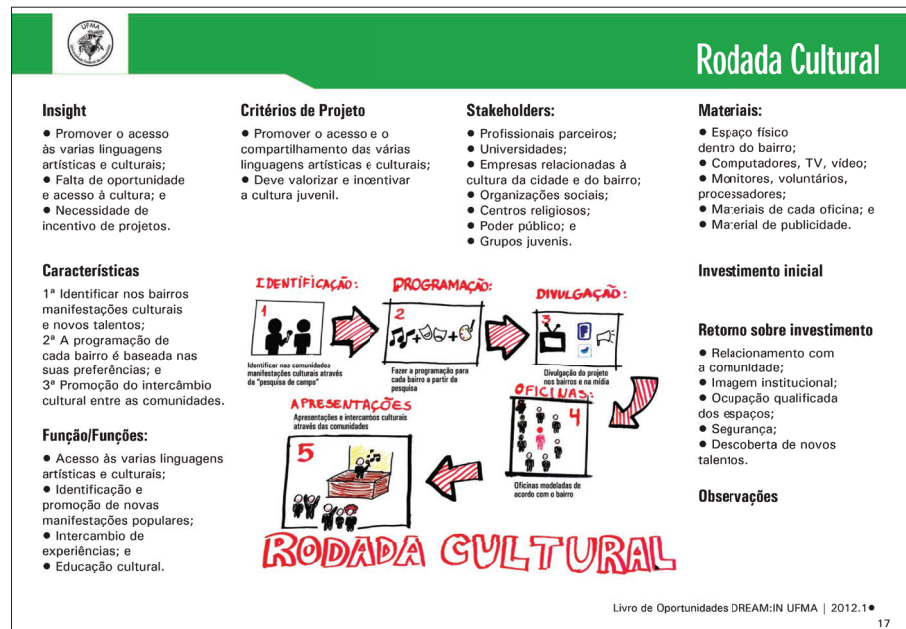 UFMA
Rodada Cultural
Insight
● Promover o acesso
às varias linguagens
artísticas e culturais;
● Falta de oportunidade
e acesso à cultura; e
● Necessidade de
incentivo de projetos.
Critérios de Projeto
● Promover o acesso e o
compartilhamento das várias
linguagens artísticas e culturais;
● Deve valorizar e incentivar
a cultura juvenil.
Stakeholders:
● Profissionais parceiros;
● Universidades;
● Empresas relacionadas à
cultura da cidade e do bairro;
● Organizações sociais;
● Centros religiosos;
● Poder público; e
● Grupos juvenis.
Materiais:
● Espaço físico
dentro do bairro;
● Computadores, TV, vídeo;
● Monitores, voluntários,
processadores;
● Materiais de cada oficina; e
● Material de publicidade.
Características
1ª Identificar nos bairros
manifestações culturais
e novos talentos;
2ª A programação de
cada bairro é baseada nas
suas preferências; e
3ª Promoção do intercâmbio
cultural entre as comunidades.
Função/Funções:
● Acesso às varias linguagens
artísticas e culturais;
● Identificação e
promoção de novas
manifestações populares;
● Intercambio de
experiências; e
● Educação cultural.
IDENTIFICAÇÃO:
1
Identificar nas comunidades
manifestações culturais através
da "pesquisa de campo"
PROGRAMAÇÃO:
2
Fazer a programação para
cada bairro a partir da
pesquisa
DIVULGAÇÃO:
3
Divulgação do projeto
nos bairros e na mídia
OFICINAS:
4
Oficinas modeladas de
acordo com o bairro
APRESENTAÇÕES
Apresentações e intercambios culturais
através das comunidades
5
RODADA CULTURAL
Investimento inicial
Retorno sobre investimento
● Relacionamento com
a comunidade;
● Imagem institucional;
● Ocupação qualificada
dos espaços;
● Segurança;
● Descoberta de novos
talentos.
Observações
Livro de Oportunidades DREAM:IN UFMA | 2012.1●
17